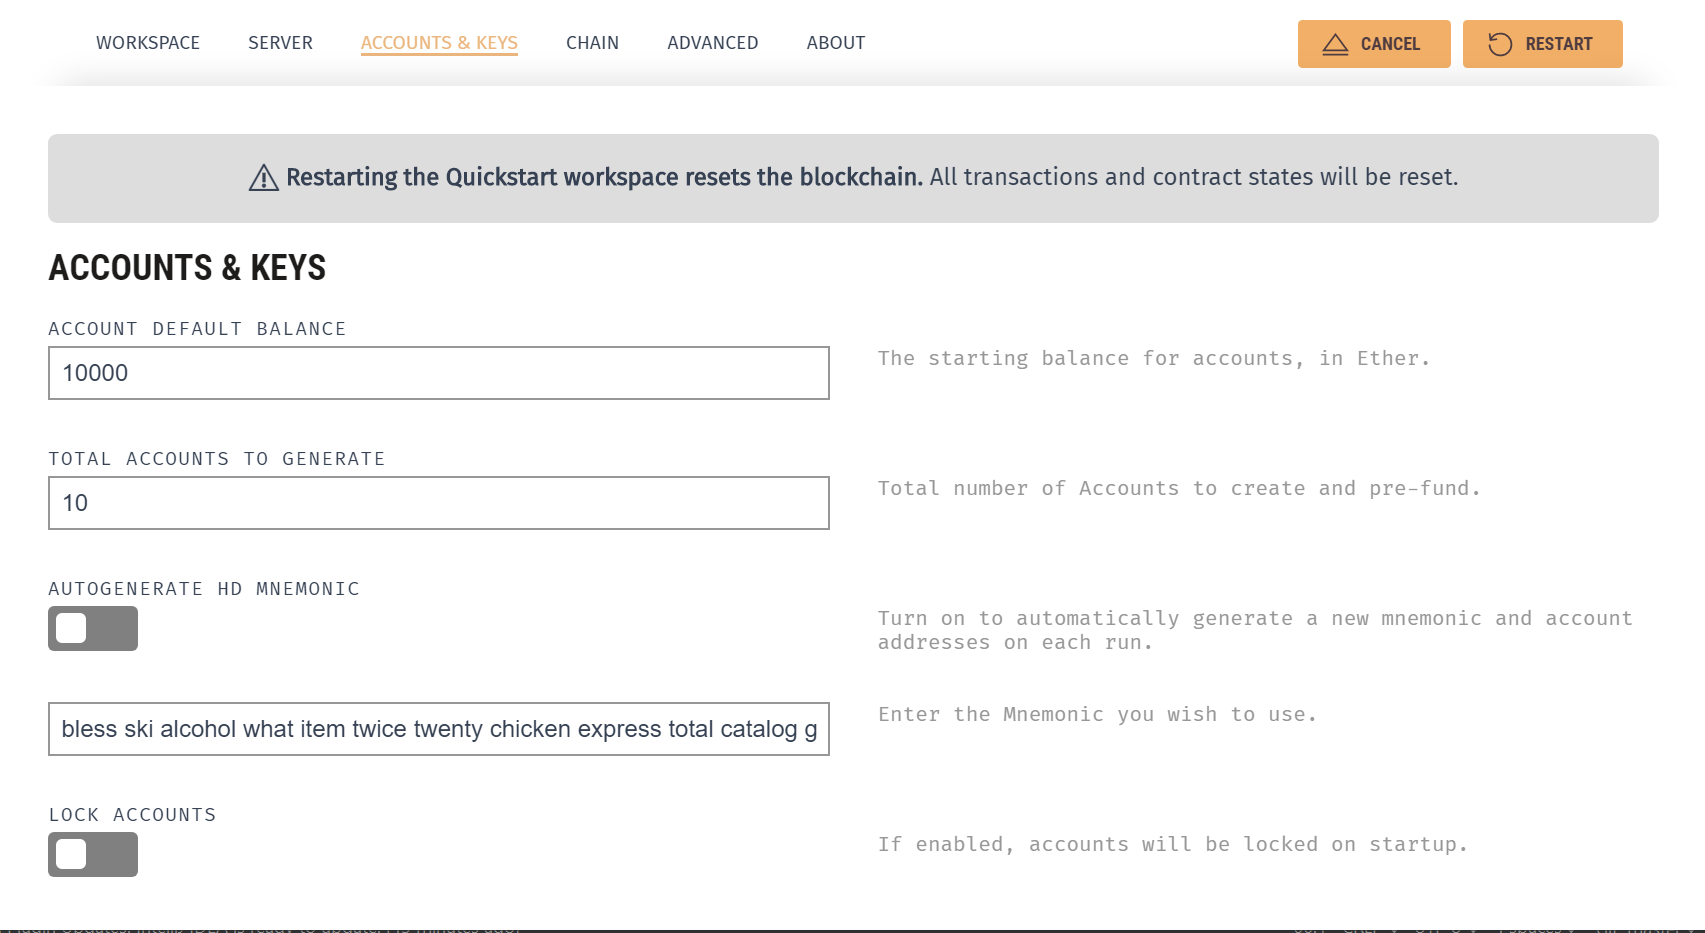 WORKSPACE SERVER ACCOUNTS & KEYS CHAIN ADVANCED ABOUT CANCEL RESTART
Restarting the Quickstart workspace resets the blockchain. All transactions and contract states will be reset.
ACCOUNTS & KEYS
ACCOUNT DEFAULT BALANCE
10000
The starting balance for accounts, in Ether.
TOTAL ACCOUNTS TO GENERATE
10
Total number of Accounts to create and pre-fund.
AUTOGENERATE HD MNEMONIC
Turn on to automatically generate a new mnemonic and account
addresses on each run.
bless ski alcohol what item twice twenty chicken express total catalog g
Enter the Mnemonic you wish to use.
LOCK ACCOUNTS
If enabled, accounts will be locked on startup.